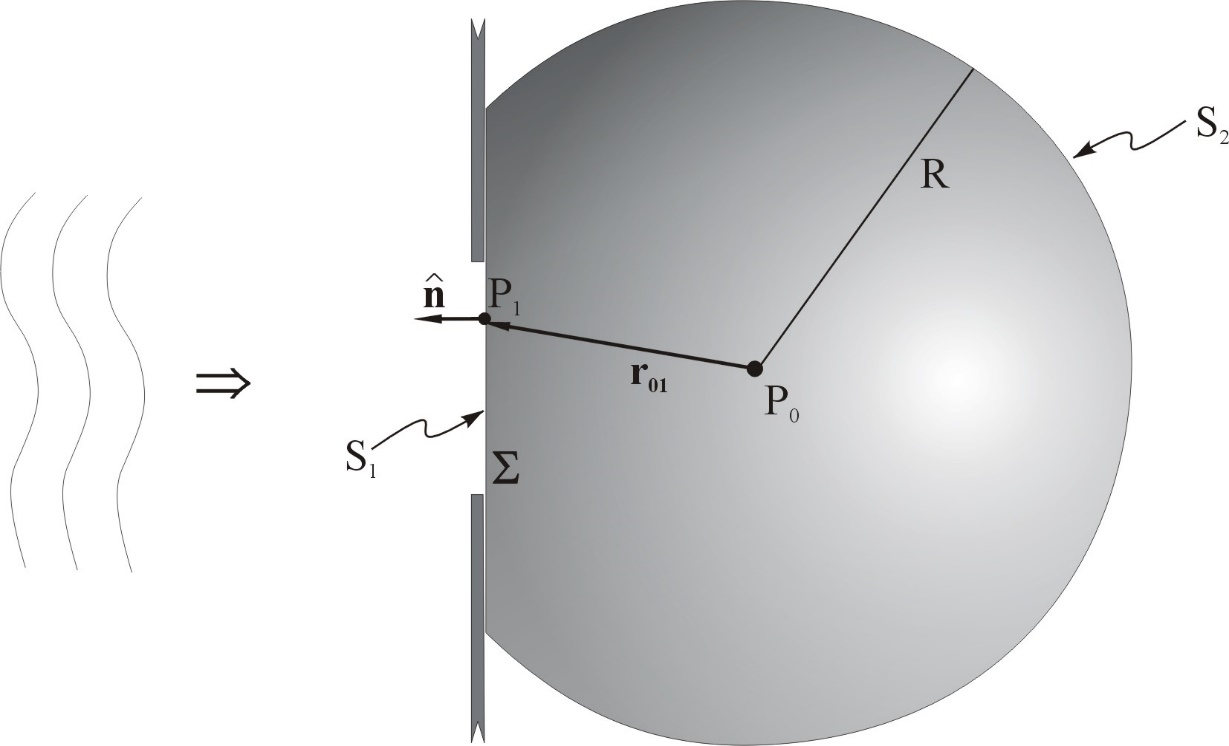 S₂
R
n̂
P₁
r₀₁
P₀
S₁
Σ